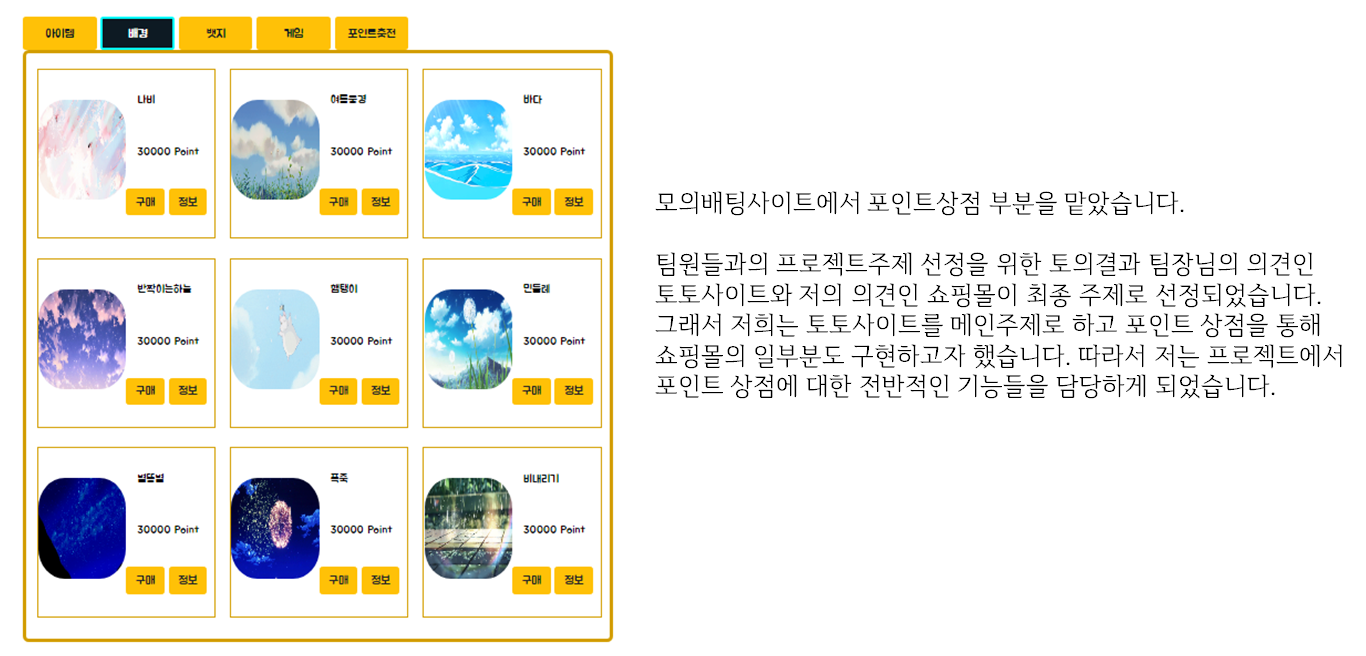 아이템 배경 뱃지 게임 포인트충전
나비 여름풍경 바다
30000 Point 30000 Point 30000 Point
구매 정보 구매 정보 구매 정보
반짝이는하늘 햄탱이 민들레
30000 Point 30000 Point 30000 Point
구매 정보 구매 정보 구매 정보
별똥별 폭죽 비내리기
30000 Point 30000 Point 30000 Point
구매 정보 구매 정보 구매 정보
모의배팅사이트에서 포인트상점 부분을 맡았습니다.
팀원들과의 프로젝트주제 선정을 위한 토의결과 팀장님의 의견인
토토사이트와 저의 의견인 쇼핑몰이 최종 주제로 선정되었습니다.
그래서 저희는 토토사이트를 메인주제로 하고 포인트 상점을 통해
쇼핑몰의 일부분도 구현하고자 했습니다. 따라서 저는 프로젝트에서
포인트 상점에 대한 전반적인 기능들을 담당하게 되었습니다.